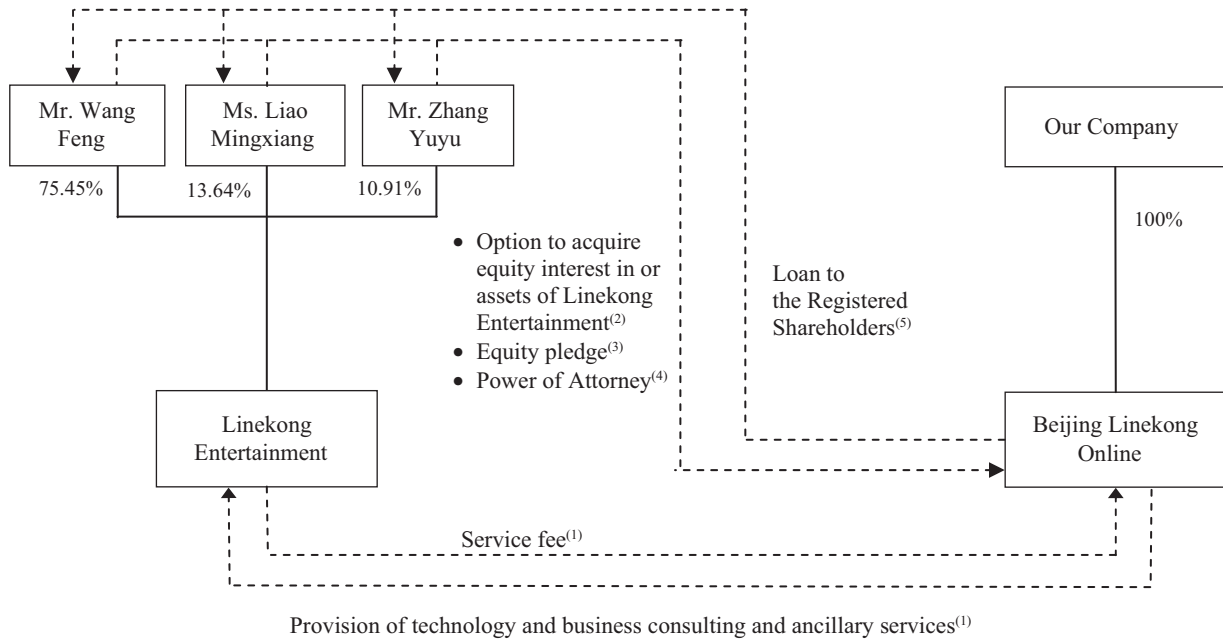 Mr. Wang
Feng
Ms. Liao
Mingxiang
Mr. Zhang
Yuyu
Our Company
75.45%
13.64%
10.91%
100%
• Option to acquire
equity interest in or
assets of Linekong
Entertainment(2)
• Equity pledge(3)
• Power of Attorney(4)
Loan to
the Registered
Shareholders(5)
Linekong
Entertainment
Beijing Linekong
Online
Service fee(1)
Provision of technology and business consulting and ancillary services(1)